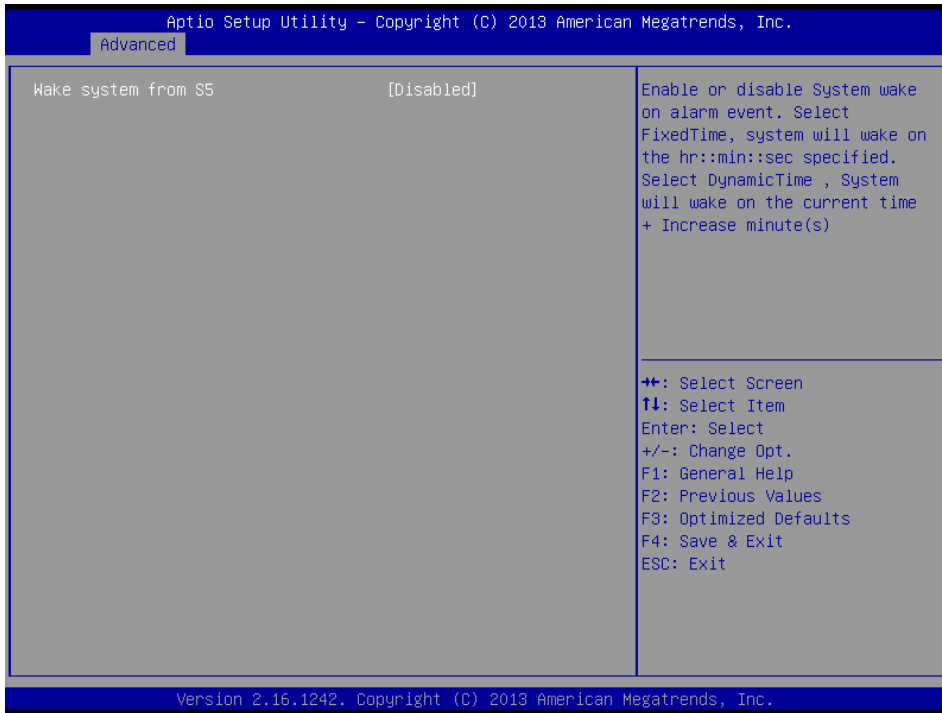 Aptio Setup Utility – Copyright (C) 2013 American Megatrends, Inc.
Advanced
Wake system from S5 [Disabled]
Enable or disable System wake
on alarm event. Select
FixedTime, system will wake on
the hr::min::sec specified.
Select DynamicTime , System
will wake on the current time
+ Increase minute(s)
→←: Select Screen
↑↓: Select Item
Enter: Select
+/-: Change Opt.
F1: General Help
F2: Previous Values
F3: Optimized Defaults
F4: Save & Exit
ESC: Exit
Version 2.16.1242. Copyright (C) 2013 American Megatrends, Inc.